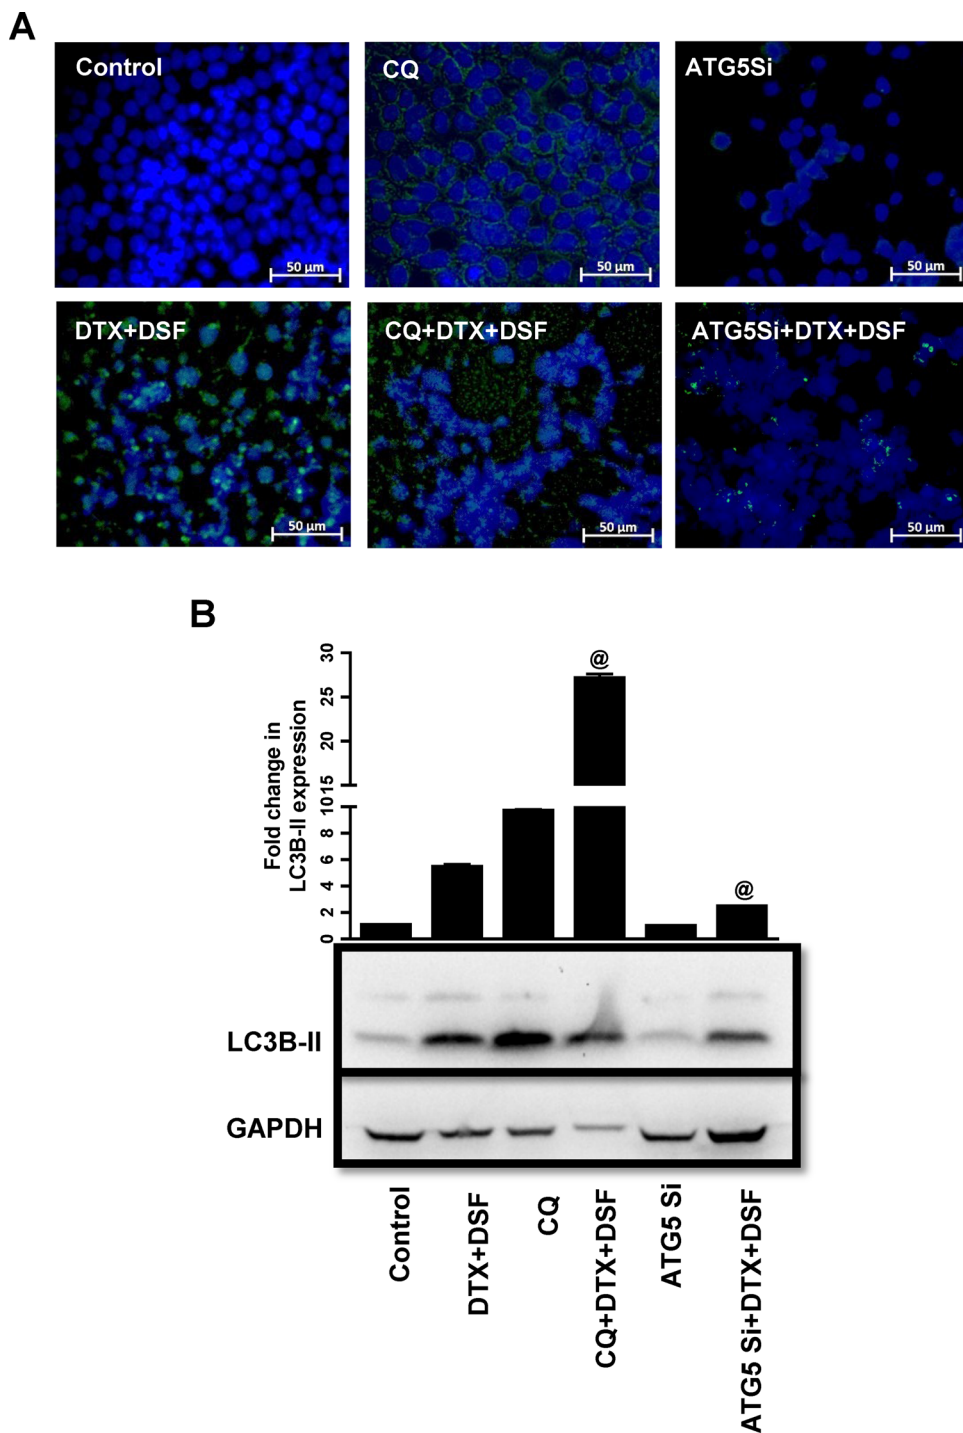 A
Control
CQ
ATG5Si
50 µm
50 µm
50 µm
DTX+DSF
CQ+DTX+DSF
ATG5Si+DTX+DSF
50 µm
50 µm
50 µm
B
Fold change in
LC3B-II expression
30
25
20
15
10
8
6
4
2
0
@
@
LC3B-II
GAPDH
Control
DTX+DSF
CQ
CQ+DTX+DSF
ATG5 Si
ATG5 Si+DTX+DSF